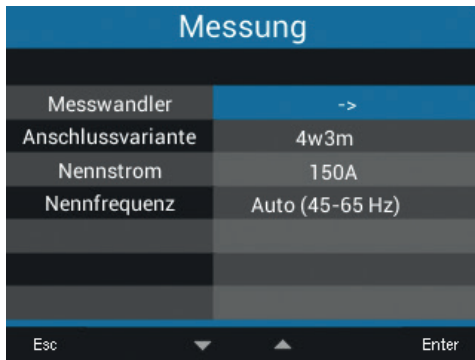 Messung
Messwandler ->
Anschlussvariante 4w3m
Nennstrom 150A
Nennfrequenz Auto (45-65 Hz)
Esc Enter